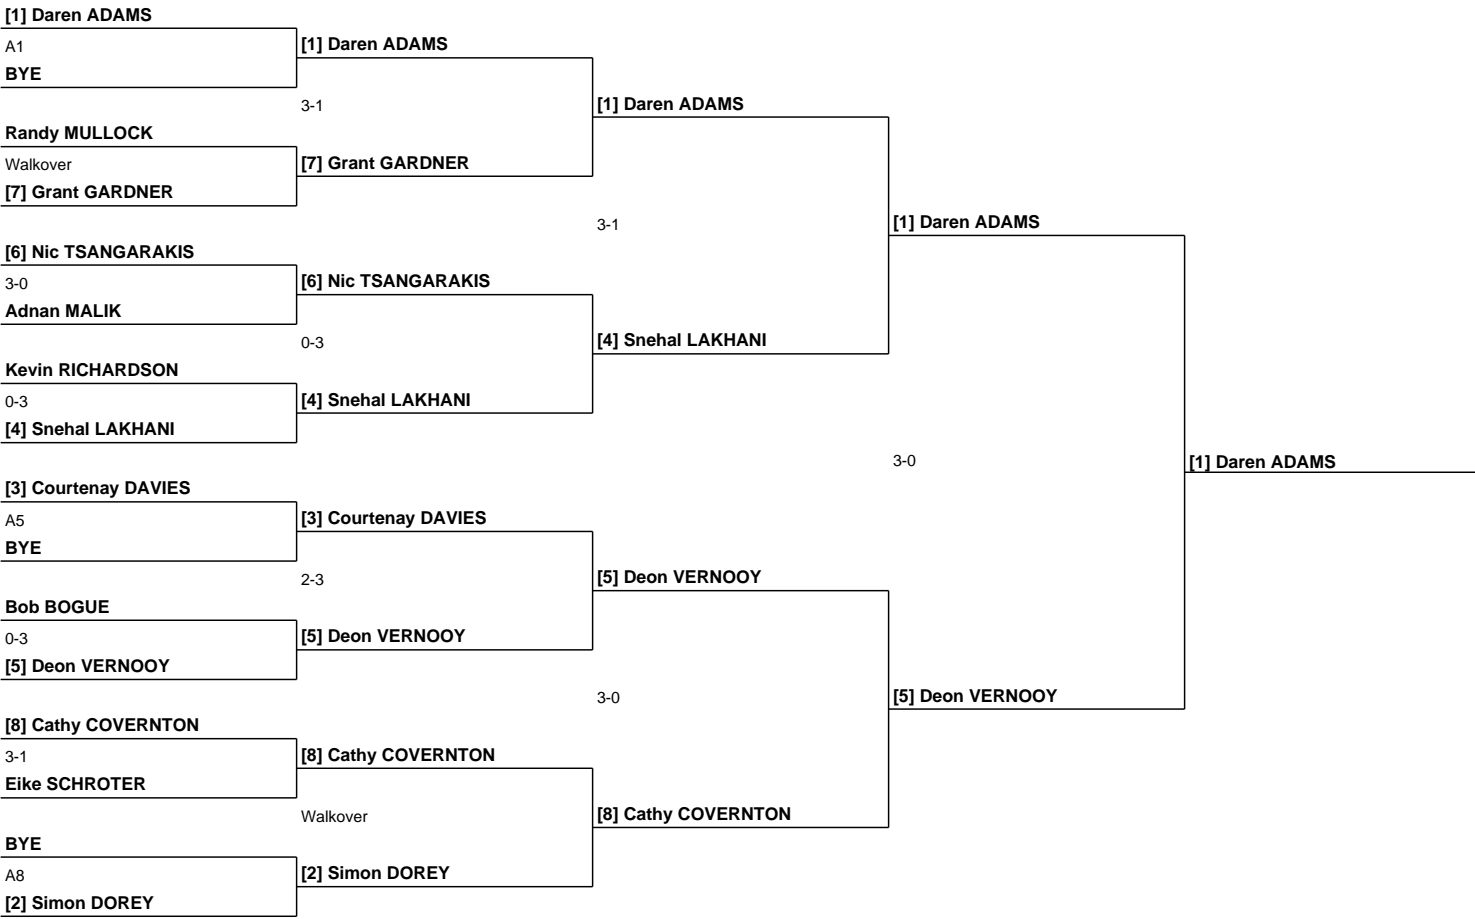 [1] Daren ADAMS
A1
BYE
Randy MULLOCK
Walkover
[7] Grant GARDNER
[6] Nic TSANGARAKIS
3-0
Adnan MALIK
Kevin RICHARDSON
0-3
[4] Snehal LAKHANI
[3] Courtenay DAVIES
A5
BYE
Bob BOGUE
0-3
[5] Deon VERNOOY
[8] Cathy COVERNTON
3-1
Eike SCHROTER
BYE
A8
[2] Simon DOREY
[1] Daren ADAMS
3-1
[7] Grant GARDNER
[6] Nic TSANGARAKIS
0-3
[4] Snehal LAKHANI
[3] Courtenay DAVIES
2-3
[5] Deon VERNOOY
[8] Cathy COVERNTON
Walkover
[2] Simon DOREY
[1] Daren ADAMS
3-1
[4] Snehal LAKHANI
[5] Deon VERNOOY
3-0
[8] Cathy COVERNTON
[1] Daren ADAMS
3-0
[5] Deon VERNOOY
[1] Daren ADAMS